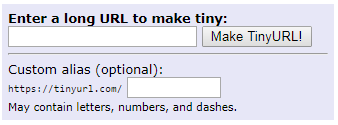 Enter a long URL to make tiny:
Make TinyURL!
Custom alias (optional):
https://tinyurl.com/
May contain letters, numbers, and dashes.